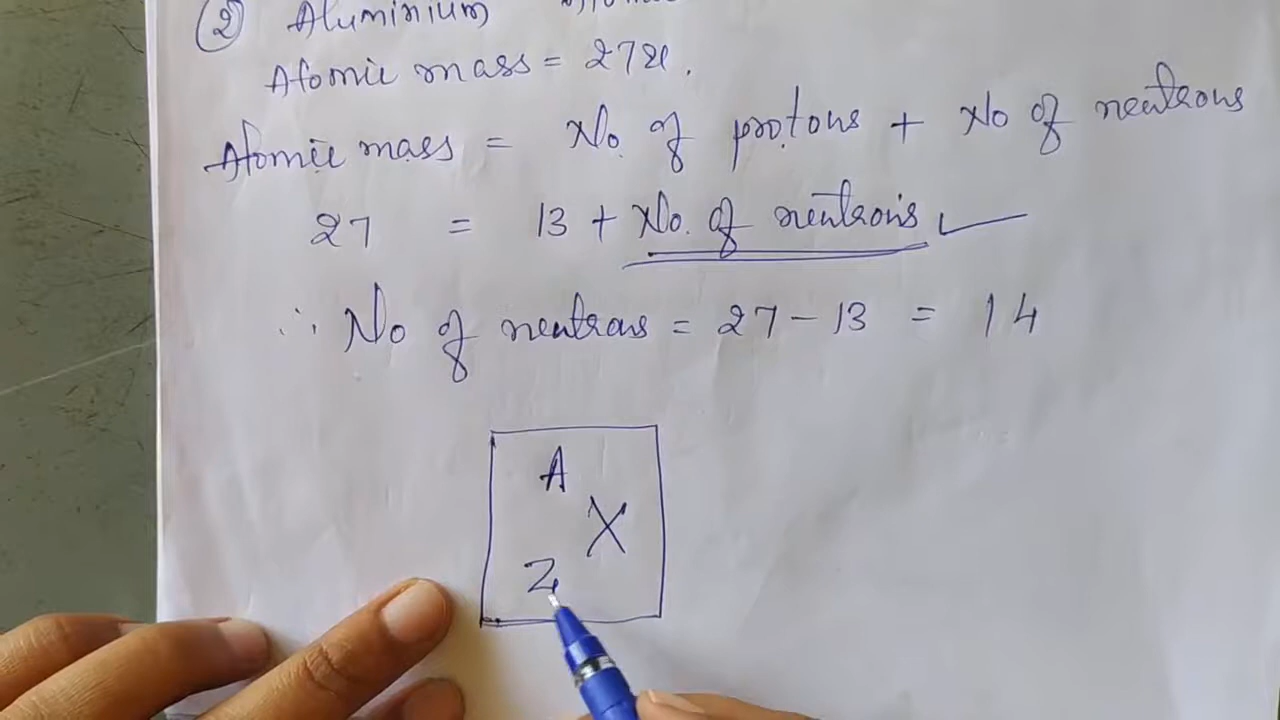 (2) Aluminium
Atomic mass = 27u.
Atomic mass = No. of protons + No of neutrons
27 = 13 + No. of neutrons
∴ No of neutrons = 27 - 13 = 14
A
X
Z